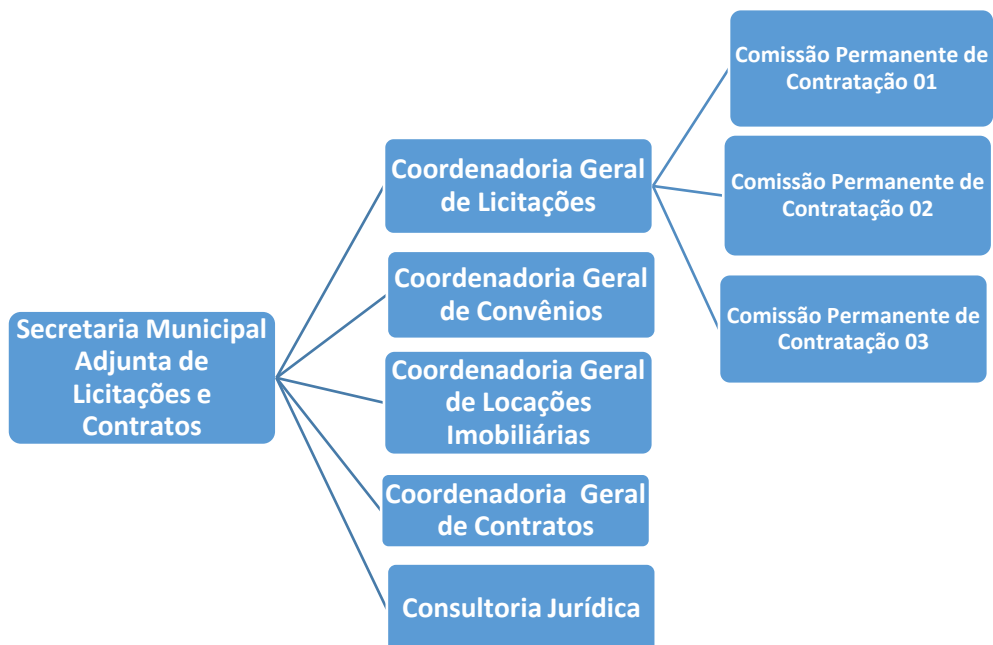 Secretaria Municipal
Adjunta de
Licitações e
Contratos
Coordenadoria Geral
de Licitações
Coordenadoria Geral
de Convênios
Coordenadoria Geral
de Locações
Imobiliárias
Coordenadoria Geral
de Contratos
Consultoria Jurídica
Comissão Permanente de
Contratação 01
Comissão Permanente de
Contratação 02
Comissão Permanente de
Contratação 03